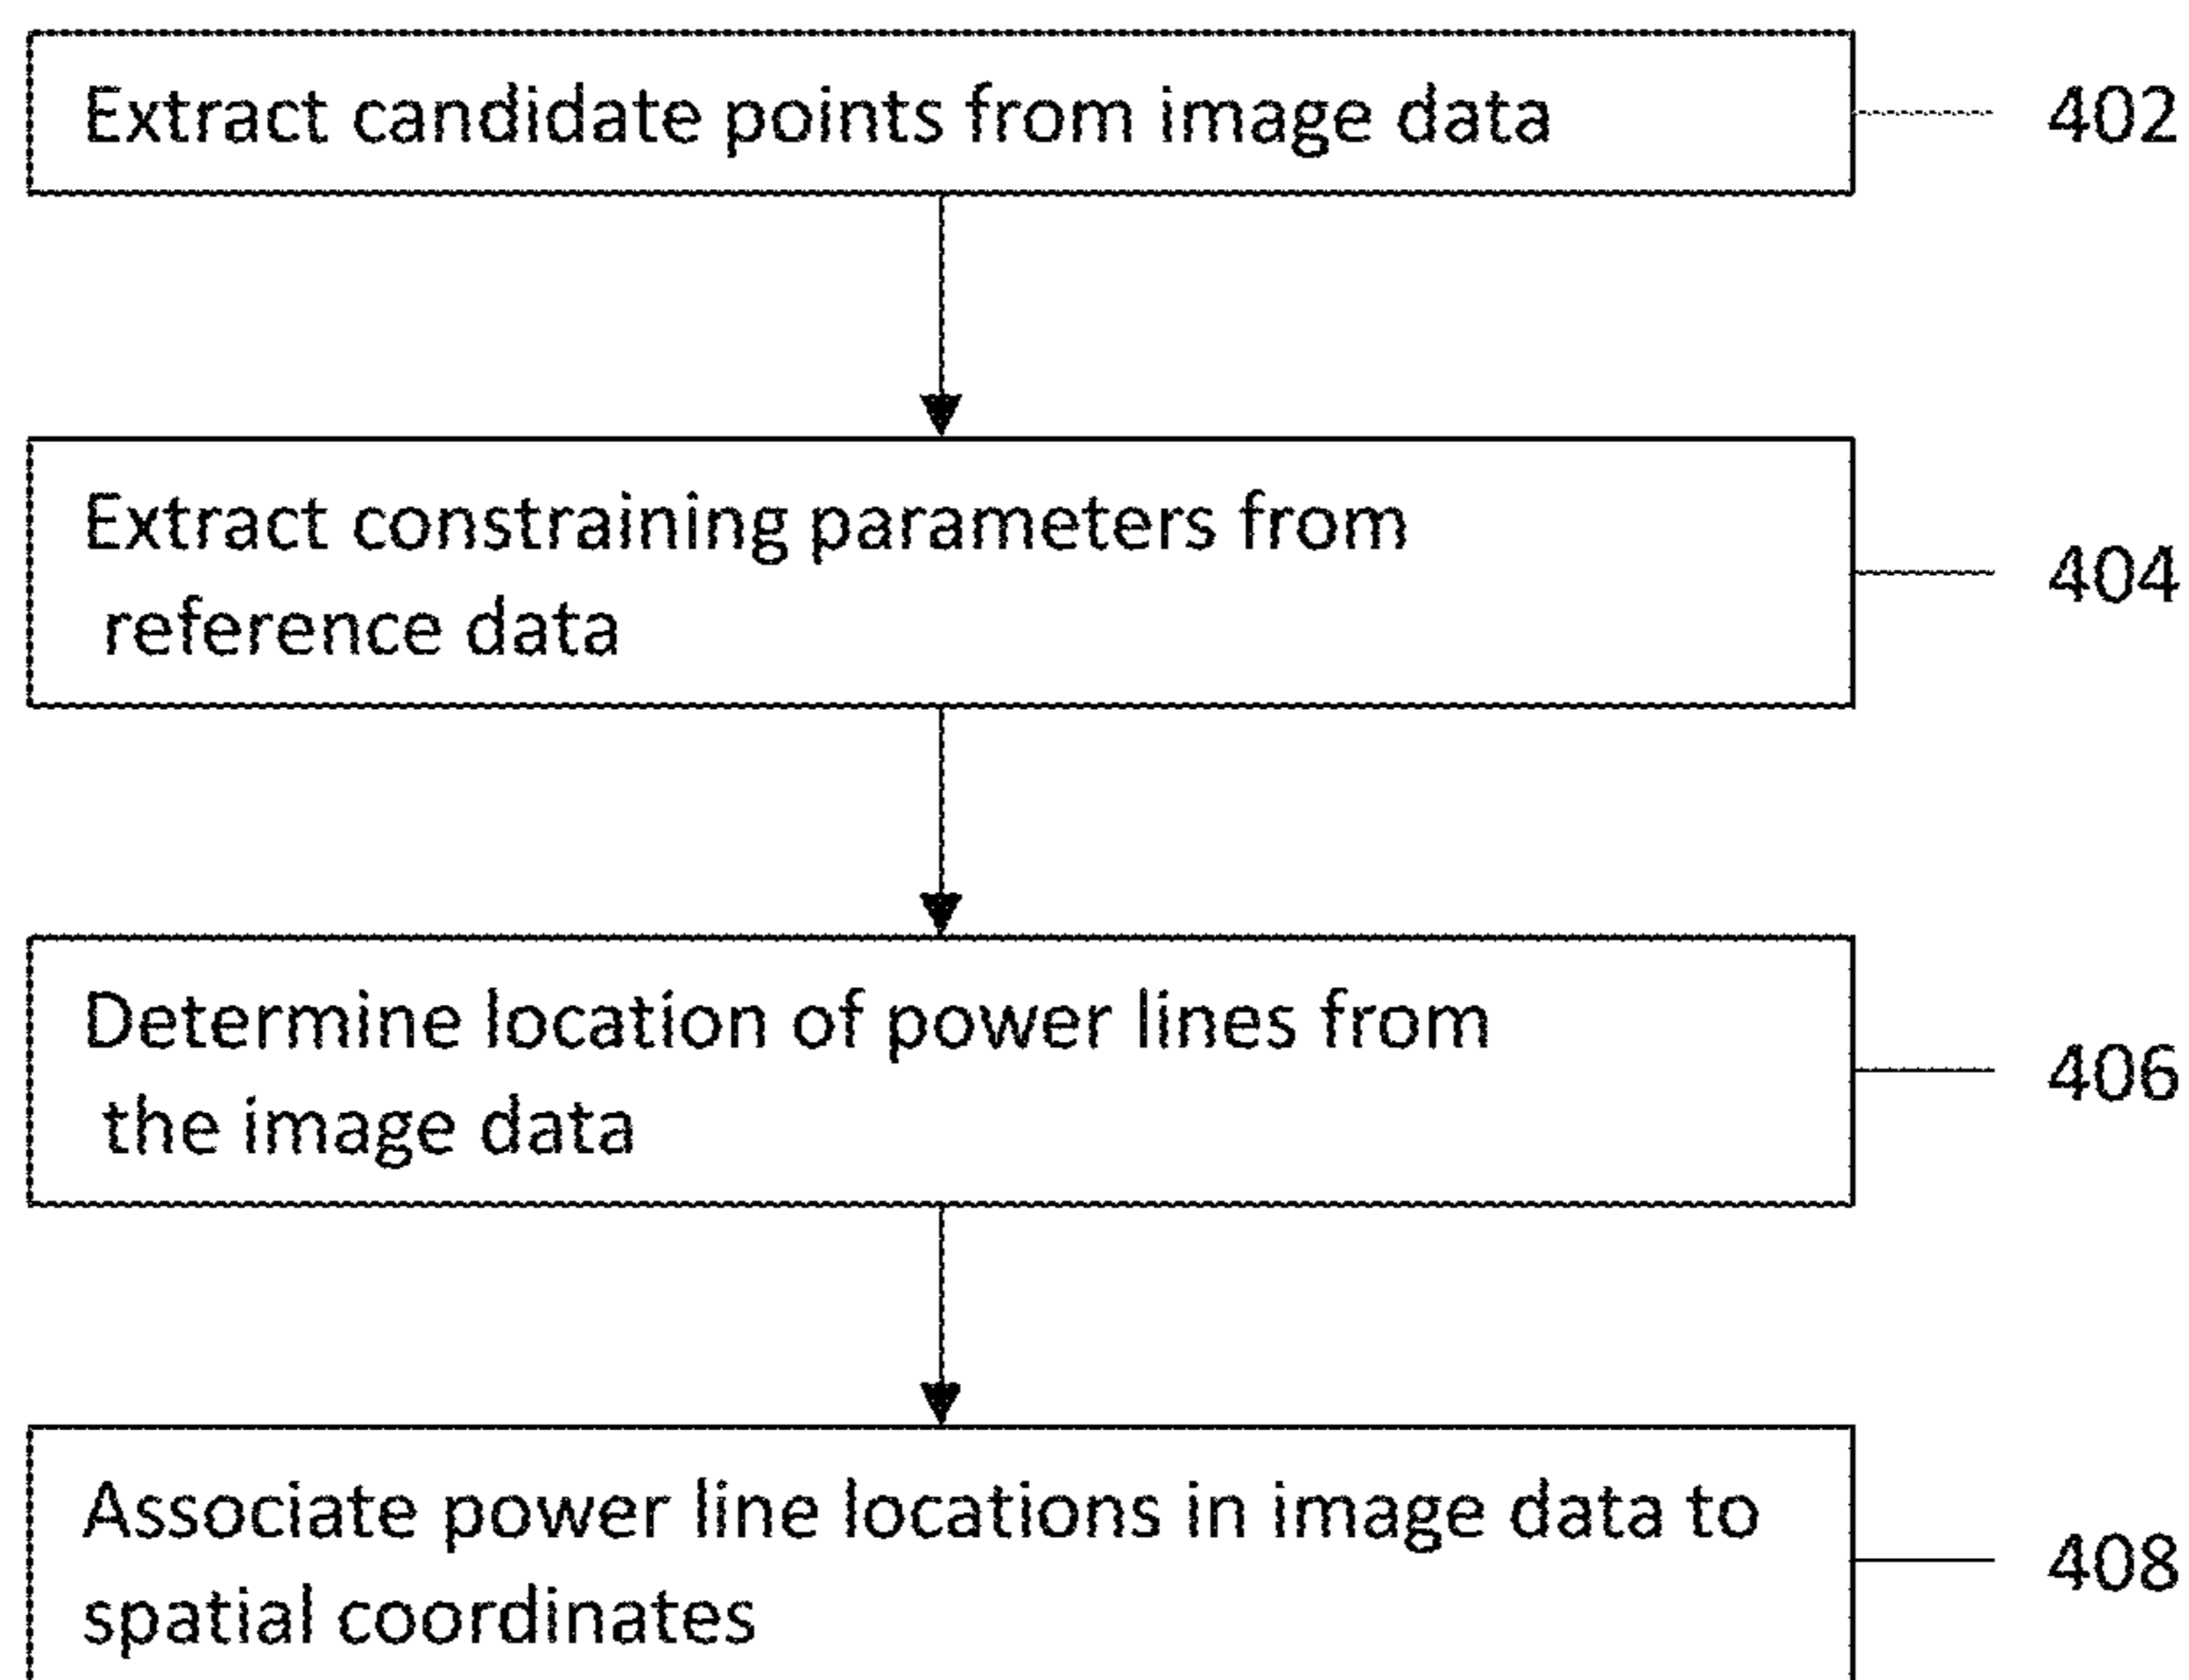 Extract candidate points from image data
402
Extract constraining parameters from
reference data
404
Determine location of power lines from
the image data
406
Associate power line locations in image data to
spatial coordinates
408